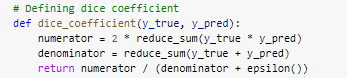 # Defining dice coefficient
def dice_coefficient(y_true, y_pred):
    numerator = 2 * reduce_sum(y_true * y_pred)
    denominator = reduce_sum(y_true + y_pred)
    return numerator / (denominator + epsilon())